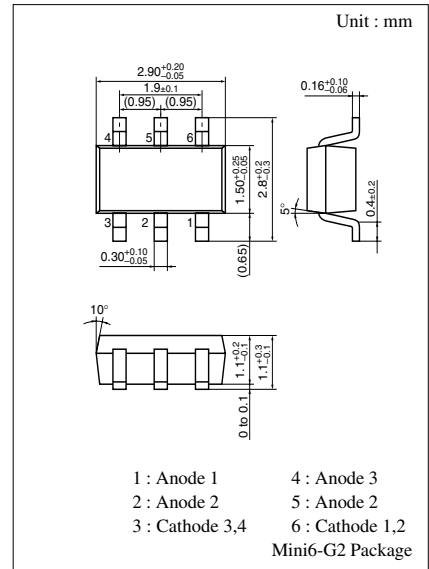 Unit : mm
2.90+0.20−0.05
1.9±0.1
(0.95) (0.95)
0.16+0.10−0.06
4 5 6
1.50+0.25−0.05
2.8+0.2−0.3
3 2 1
(0.65)
0.30+0.10−0.05
5°
0.4±0.2
10°
1.1+0.2−0.1
1.1+0.3−0.1
0 to 0.1
1 : Anode 1 4 : Anode 3
2 : Anode 2 5 : Anode 2
3 : Cathode 3,4 6 : Cathode 1,2
Mini6-G2 Package